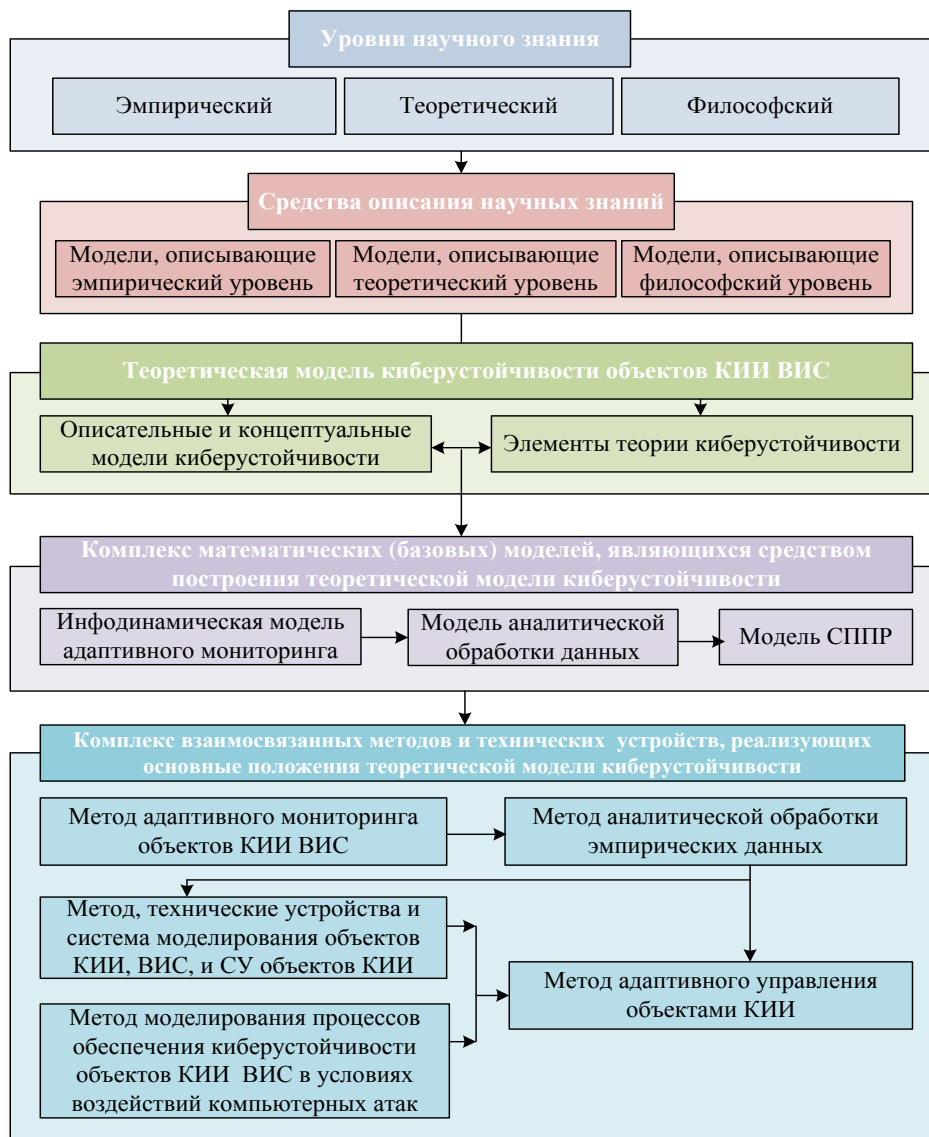 Уровни научного знания
Эмпирический
Теоретический
Философский
Средства описания научных знаний
Модели, описывающие
эмпирический уровень
Модели, описывающие
теоретический уровень
Модели, описывающие
философский уровень
Теоретическая модель киберустойчивости объектов КИИ ВИС
Описательные и концептуальные
модели киберустойчивости
Элементы теории киберустойчивости
Комплекс математических (базовых) моделей, являющихся средством
построения теоретической модели киберустойчивости
Инфодинамическая модель
адаптивного мониторинга
Модель аналитической
обработки данных
Модель СППР
Комплекс взаимосвязанных методов и технических устройств, реализующих
основные положения теоретической модели киберустойчивости
Метод адаптивного мониторинга
объектов КИИ ВИС
Метод аналитической обработки
эмпирических данных
Метод, технические устройства и
система моделирования объектов
КИИ, ВИС, и СУ объектов КИИ
Метод адаптивного управления
объектами КИИ
Метод моделирования процессов
обеспечения киберустойчивости
объектов КИИ ВИС в условиях
воздействий компьютерных атак